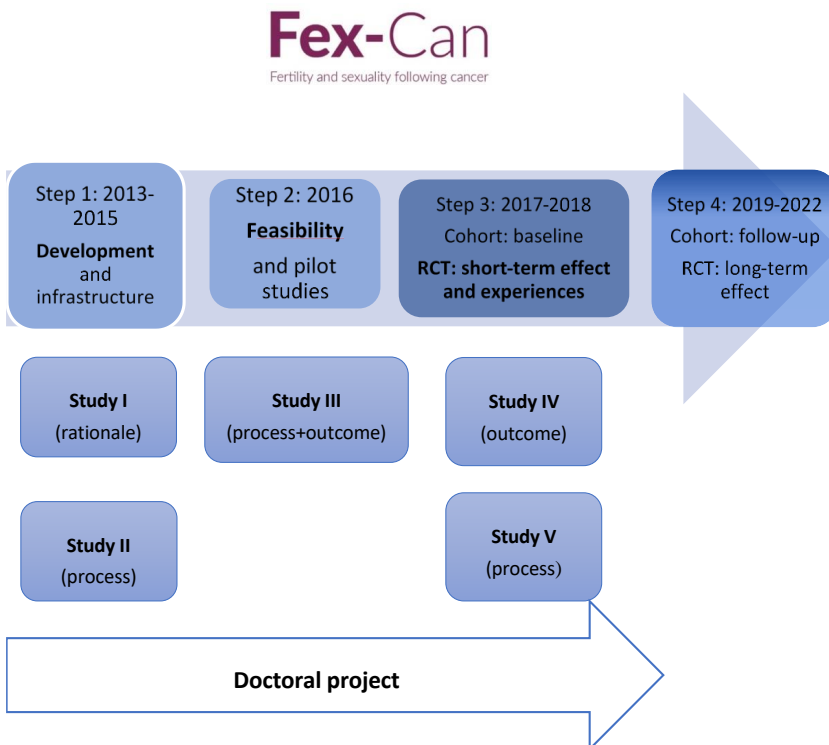 Fex-Can
Fertility and sexuality following cancer
Step 1: 2013-
2015
Development
and
infrastructure
Step 2: 2016
Feasibility
and pilot
studies
Step 3: 2017-2018
Cohort: baseline
RCT: short-term effect
and experiences
Step 4: 2019-2022
Cohort: follow-up
RCT: long-term
effect
Study I
(rationale)
Study III
(process+outcome)
Study IV
(outcome)
Study II
(process)
Study V
(process)
Doctoral project